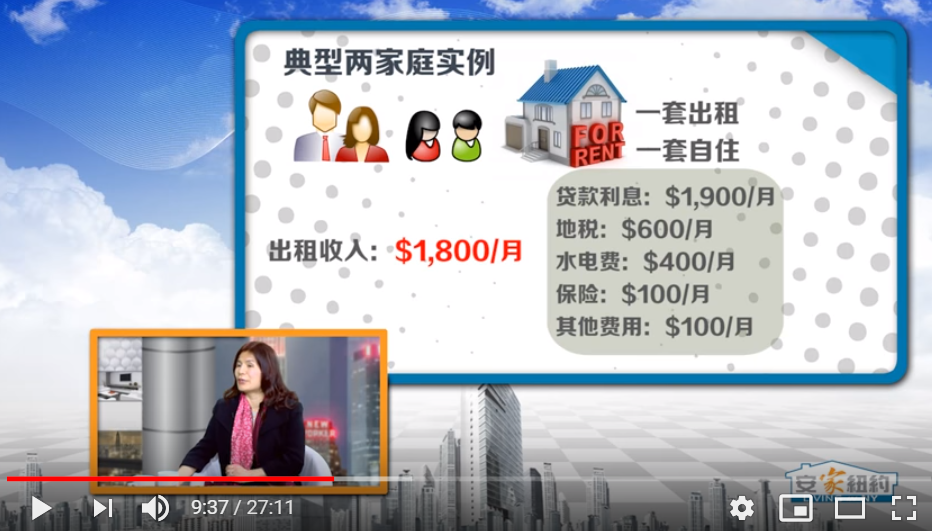 典型两家庭实例
FOR
RENT
一套出租
一套自住
出租收入: $1,800/月
贷款利息: $1,900/月
地税: $600/月
水电费: $400/月
保险: $100/月
其他费用: $100/月
NEW
YORKER
安家紐約
9:37 / 27:11